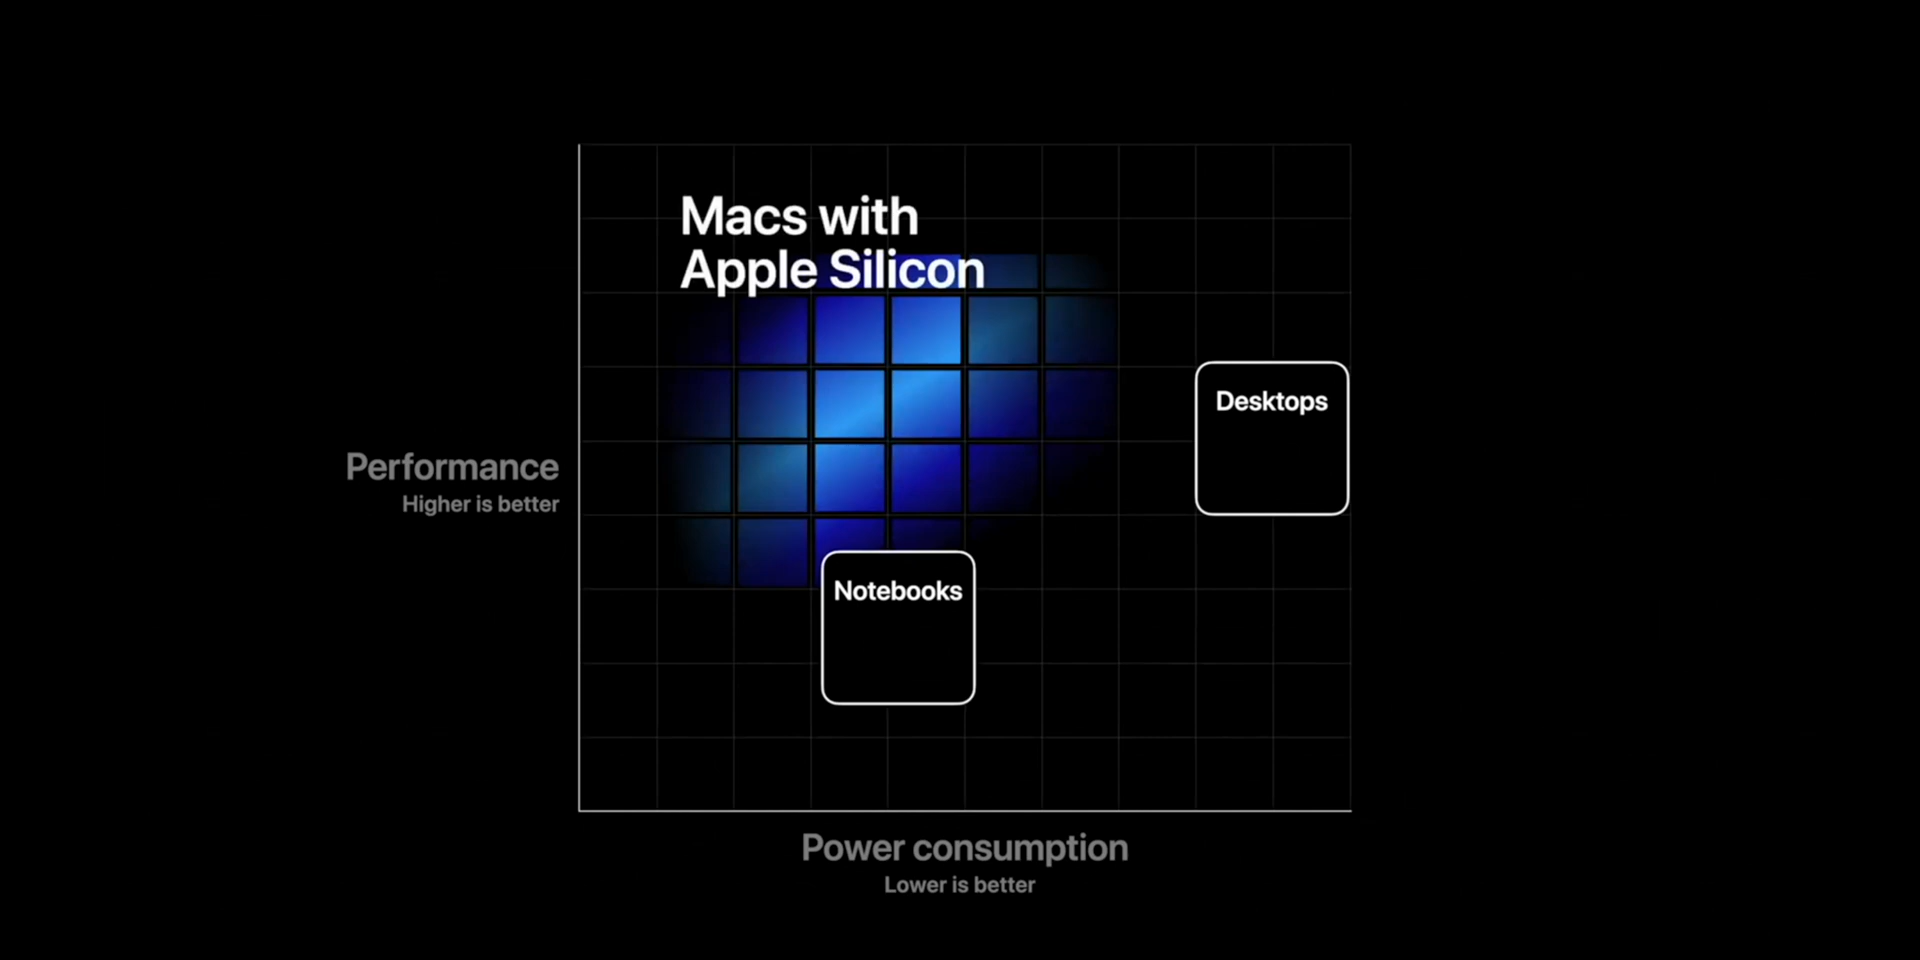 Macs with
Apple Silicon
Desktops
Performance
Higher is better
Notebooks
Power consumption
Lower is better